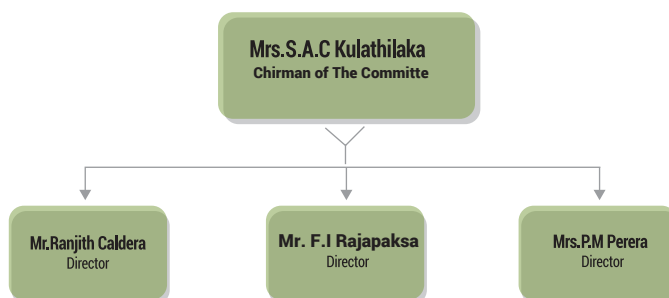 Mrs.S.A.C Kulathilaka
Chirman of The Committe
Mr.Ranjith Caldera
Director
Mr. F.I Rajapaksa
Director
Mrs.P.M Perera
Director